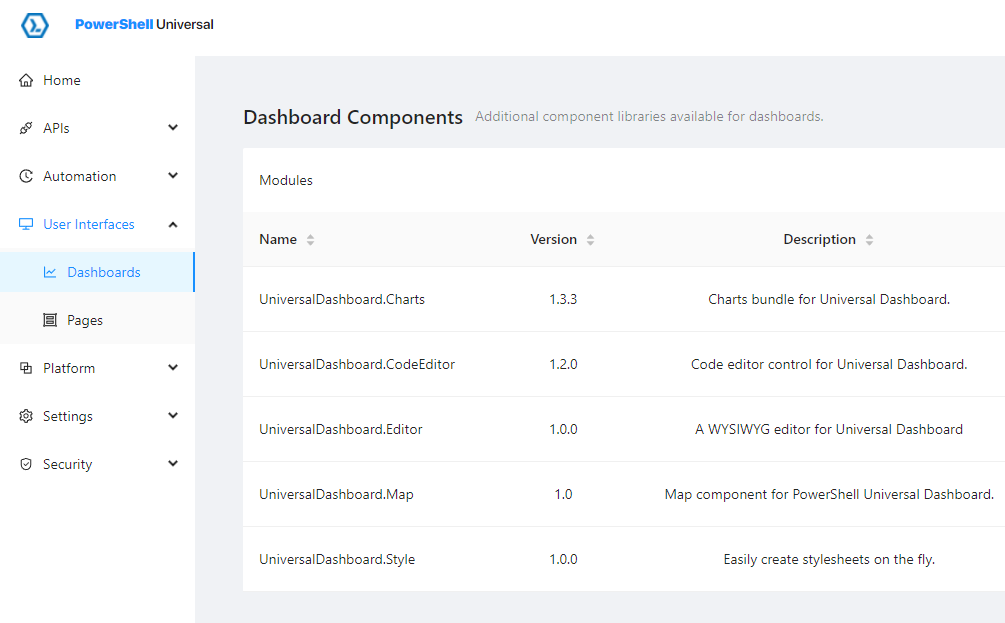 PowerShell Universal
Home
APIs
Automation
User Interfaces
Dashboards
Pages
Platform
Settings
Security
Dashboard Components Additional component libraries available for dashboards.
Modules
Name Version Description
UniversalDashboard.Charts 1.3.3 Charts bundle for Universal Dashboard.
UniversalDashboard.CodeEditor 1.2.0 Code editor control for Universal Dashboard.
UniversalDashboard.Editor 1.0.0 A WYSIWYG editor for Universal Dashboard
UniversalDashboard.Map 1.0 Map component for PowerShell Universal Dashboard.
UniversalDashboard.Style 1.0.0 Easily create stylesheets on the fly.